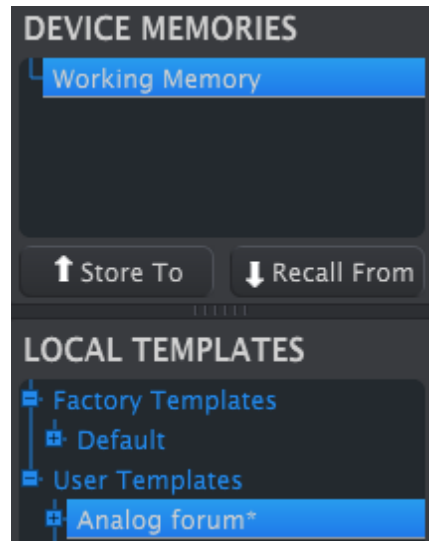 DEVICE MEMORIES
Working Memory
Store To
Recall From
LOCAL TEMPLATES
Factory Templates
Default
User Templates
Analog forum*